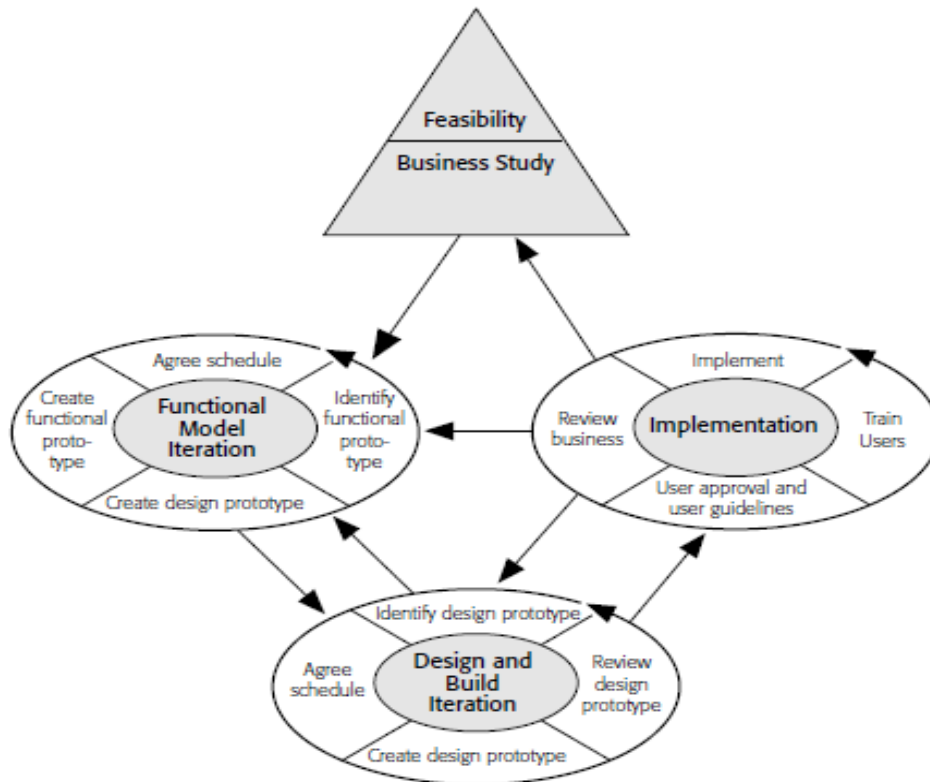 Feasibility
Business Study
Agree schedule
Create
functional
proto-
type
Functional
Model
Iteration
Identify
functional
proto-
type
Create design prototype
Implement
Review
business
Implementation
Train
Users
User approval and
user guidelines
Identify design prototype
Agree
schedule
Design and
Build
Iteration
Review
design
prototype
Create design prototype